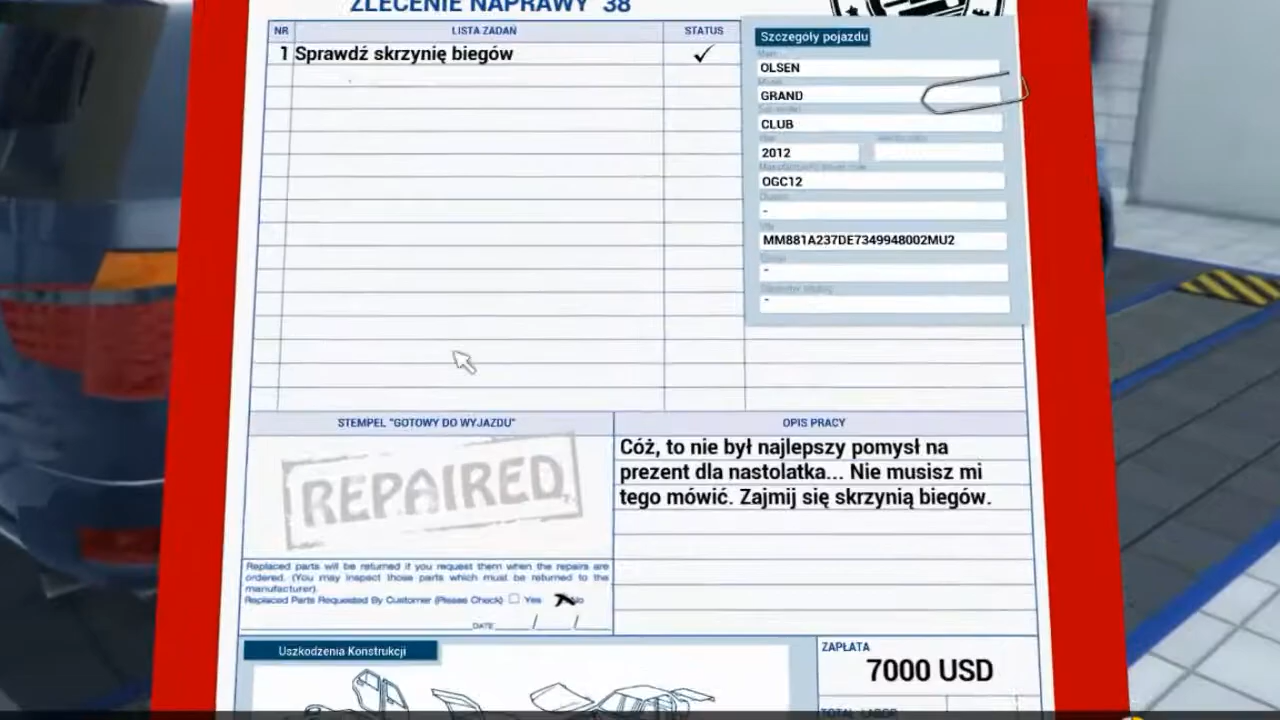 ZLECENIE NAPRAWY 38
NR LISTA ZADAŃ STATUS
1 Sprawdź skrzynię biegów
Szczegóły pojazdu
OLSEN
GRAND
CLUB
2012
OGC12
-
MM881A237DE7349948002MU2
-
-
STEMPEL "GOTOWY DO WYJAZDU"
REPAIRED
OPIS PRACY
Cóż, to nie był najlepszy pomysł na
prezent dla nastolatka... Nie musisz mi
tego mówić. Zajmij się skrzynią biegów.
Replaced parts will be returned if you request them when the repairs are
ordered. (You may inspect those parts which must be returned to the
manufacturer).
Replaced Parts Requested By Customer (Please Check) Yes No
DATE / /
Uszkodzenia Konstrukcji
ZAPŁATA
7000 USD
TOTAL LABOR